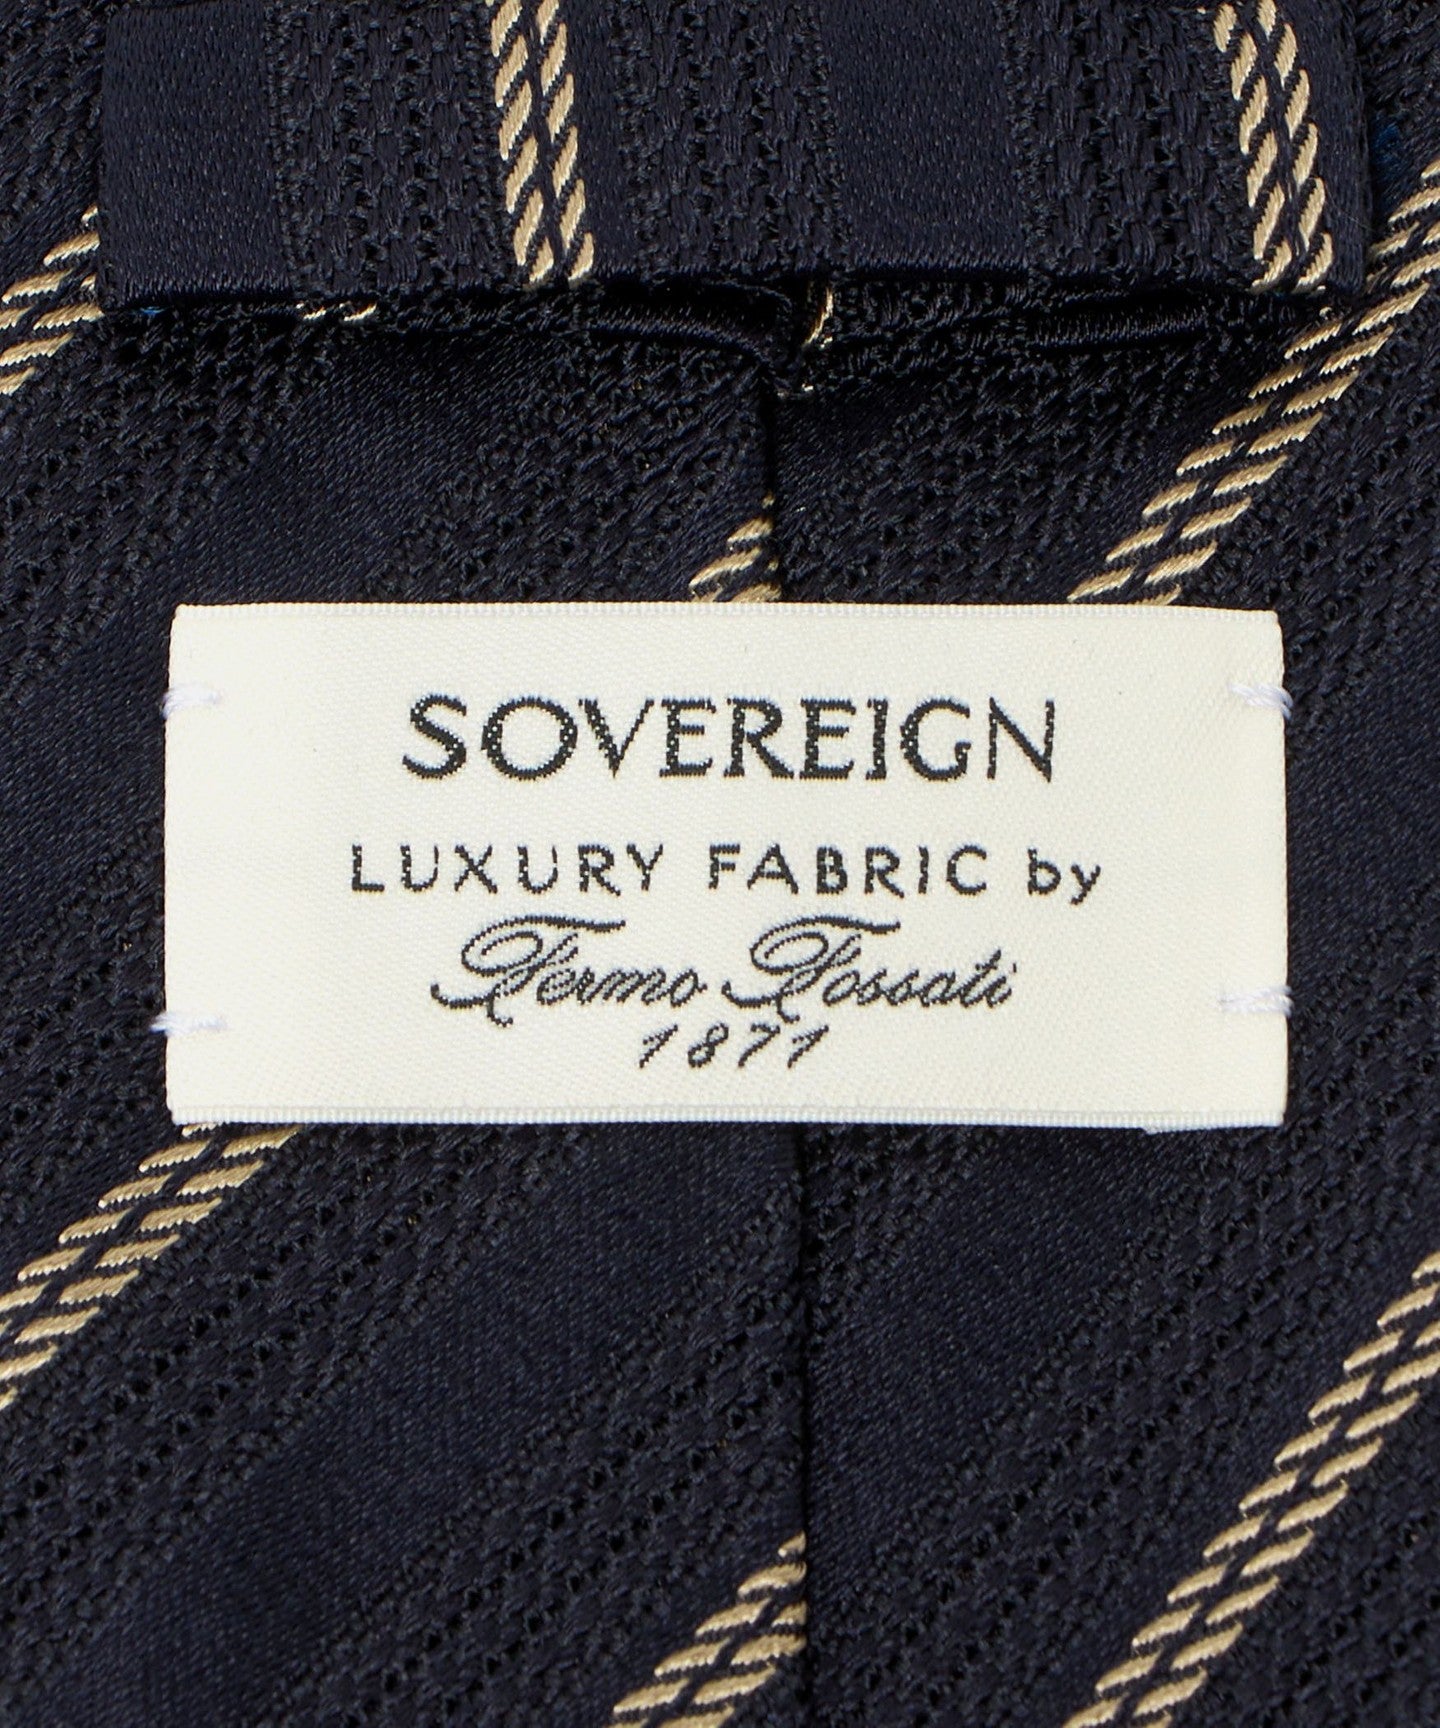 SOVEREIGN
LUXURY FABRIC by
Fermo Fossati
1871